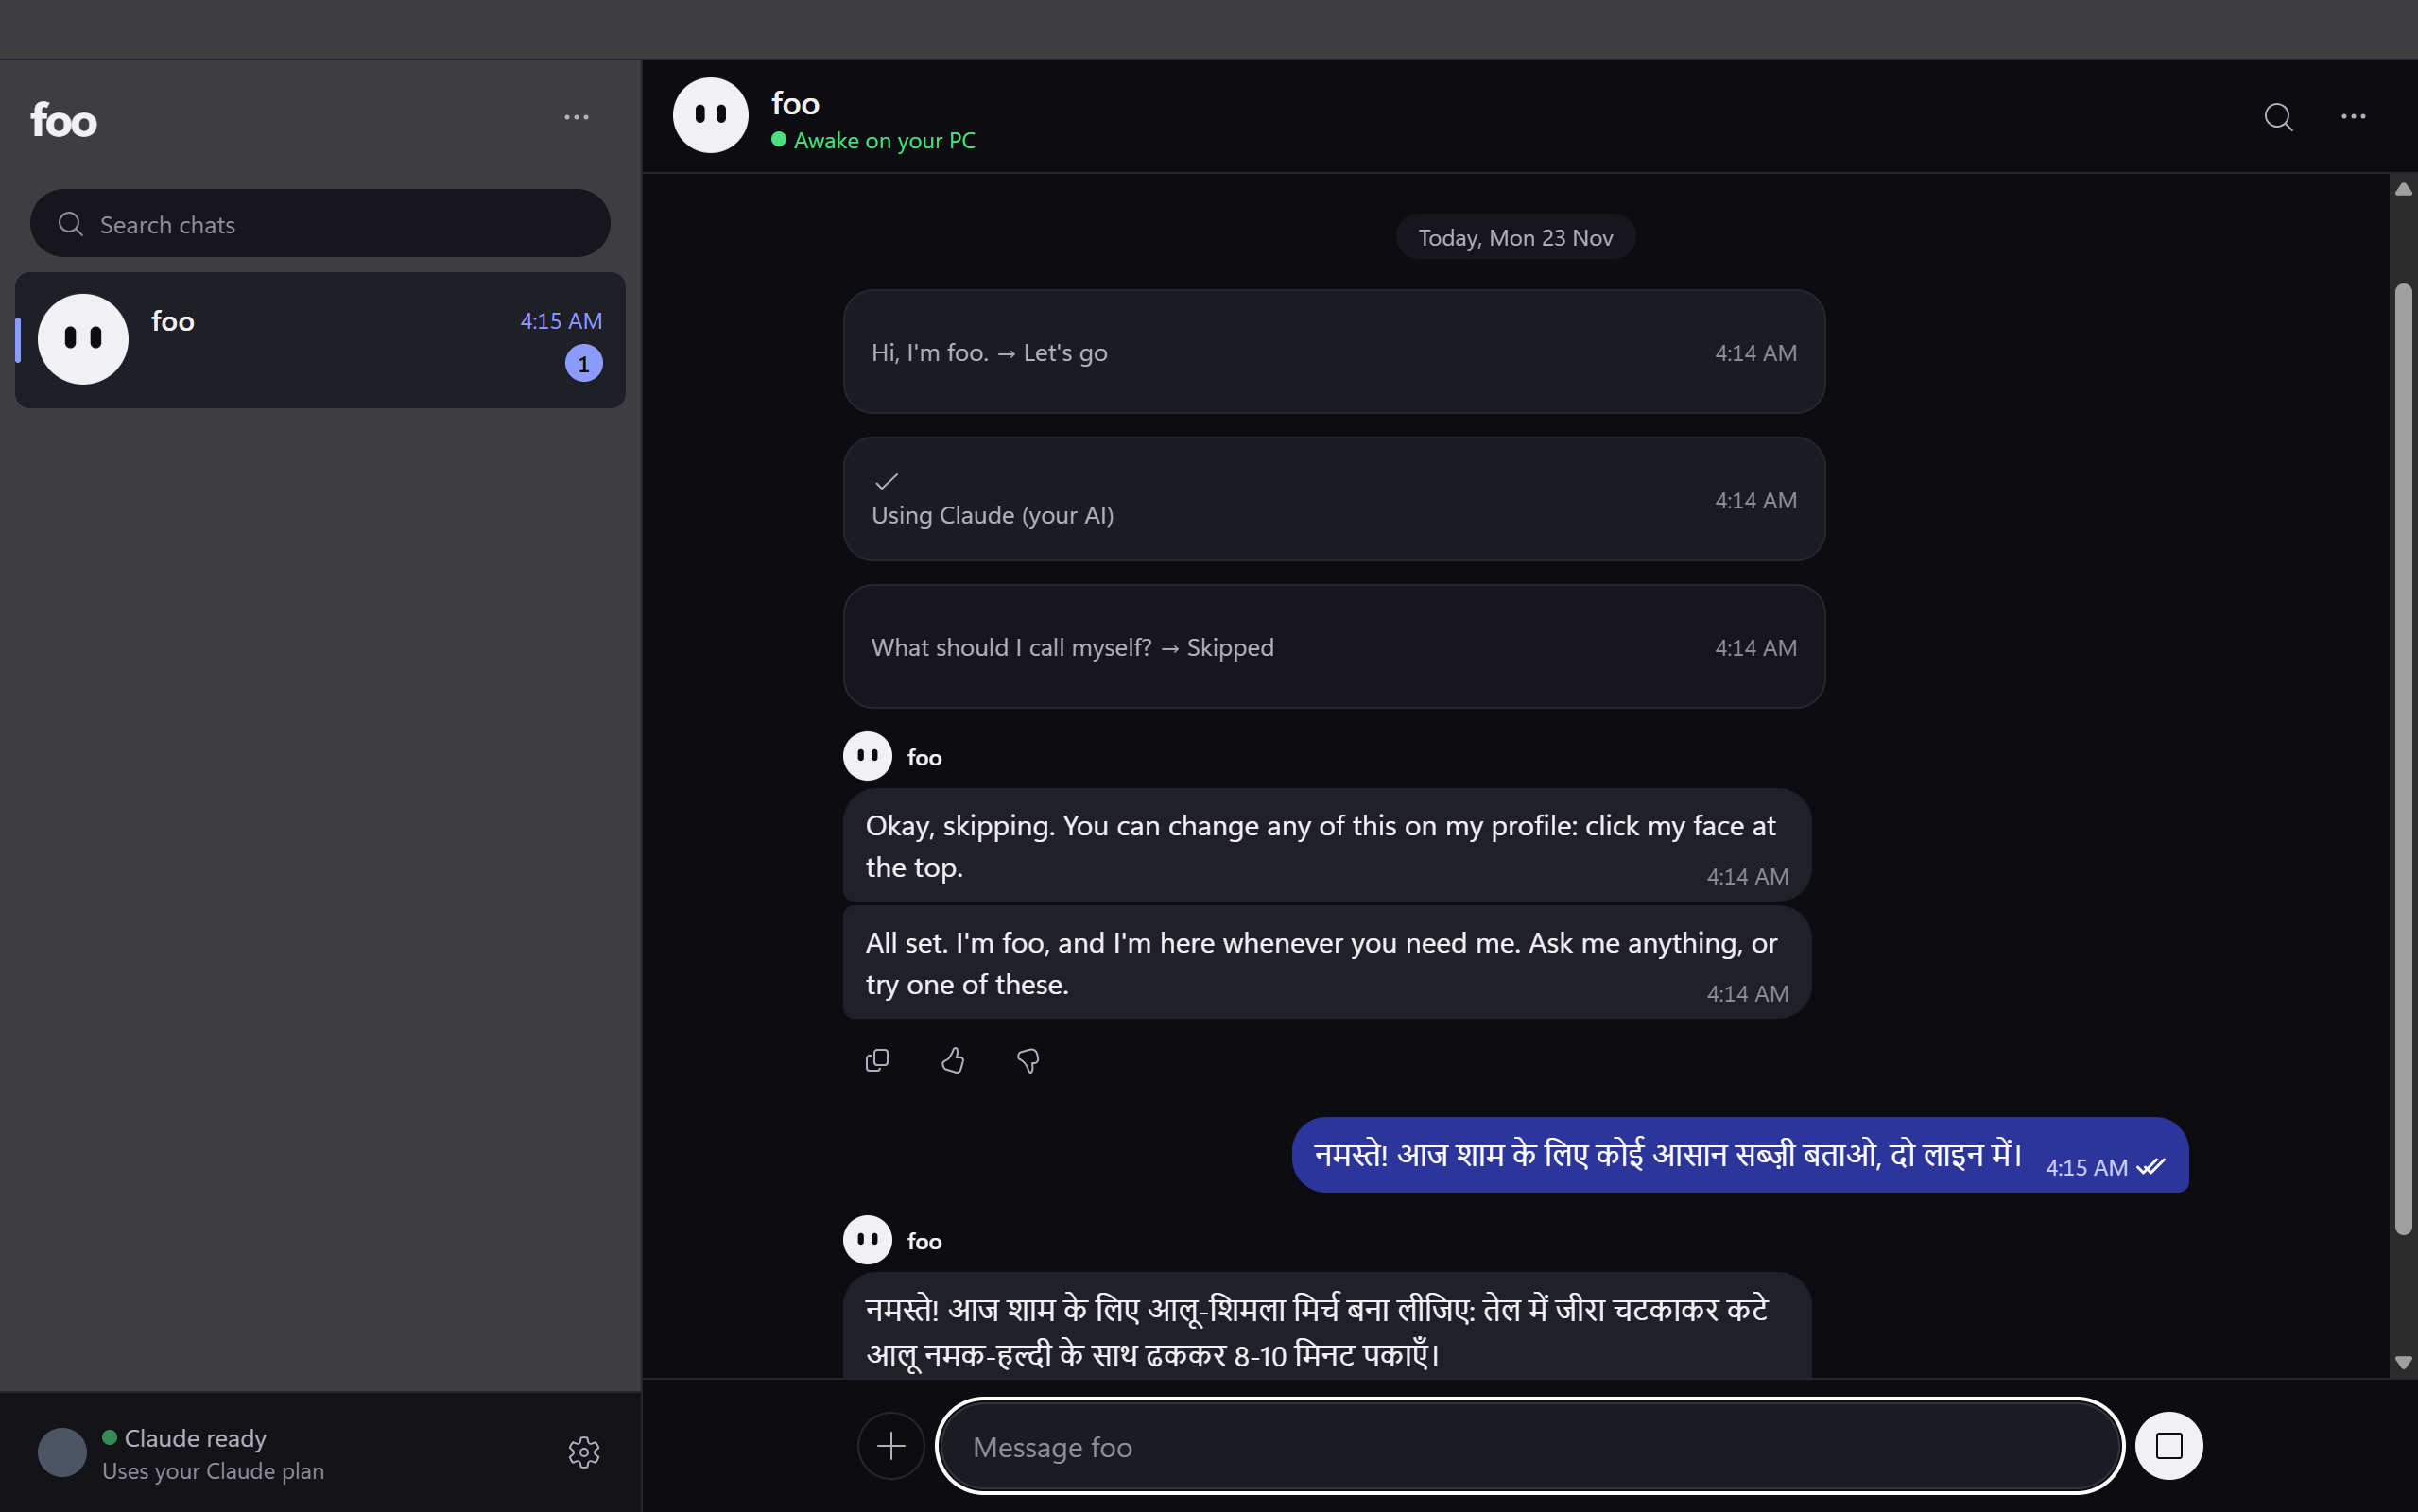 foo
Search chats
foo
4:15 AM
1
Claude ready
Uses your Claude plan
foo
Awake on your PC
Today, Mon 23 Nov
Hi, I'm foo. → Let's go
4:14 AM
Using Claude (your AI)
4:14 AM
What should I call myself? → Skipped
4:14 AM
foo
Okay, skipping. You can change any of this on my profile: click my face at
the top.
4:14 AM
All set. I'm foo, and I'm here whenever you need me. Ask me anything, or
try one of these.
4:14 AM
नमस्ते! आज शाम के लिए कोई आसान सब्ज़ी बताओ, दो लाइन में।
4:15 AM
foo
नमस्ते! आज शाम के लिए आलू-शिमला मिर्च बना लीजिए: तेल में जीरा चटकाकर कटे
आलू नमक-हल्दी के साथ ढककर 8-10 मिनट पकाएँ।
Message foo